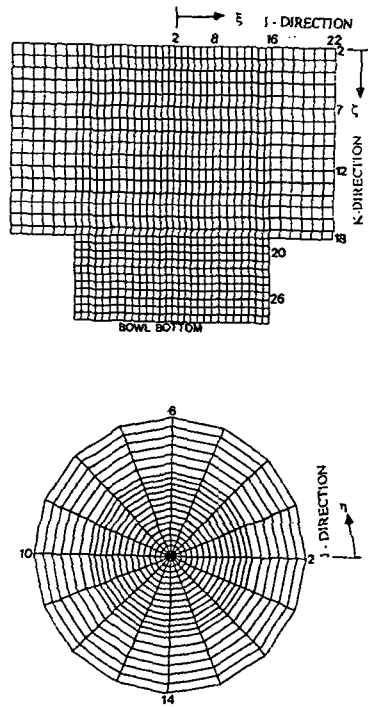 ξ I - DIRECTION
2 8 16 22
2
ζ
7
12
K-DIRECTION
18
20
26
BOWL BOTTOM
6
J - DIRECTION
η
10
2
14